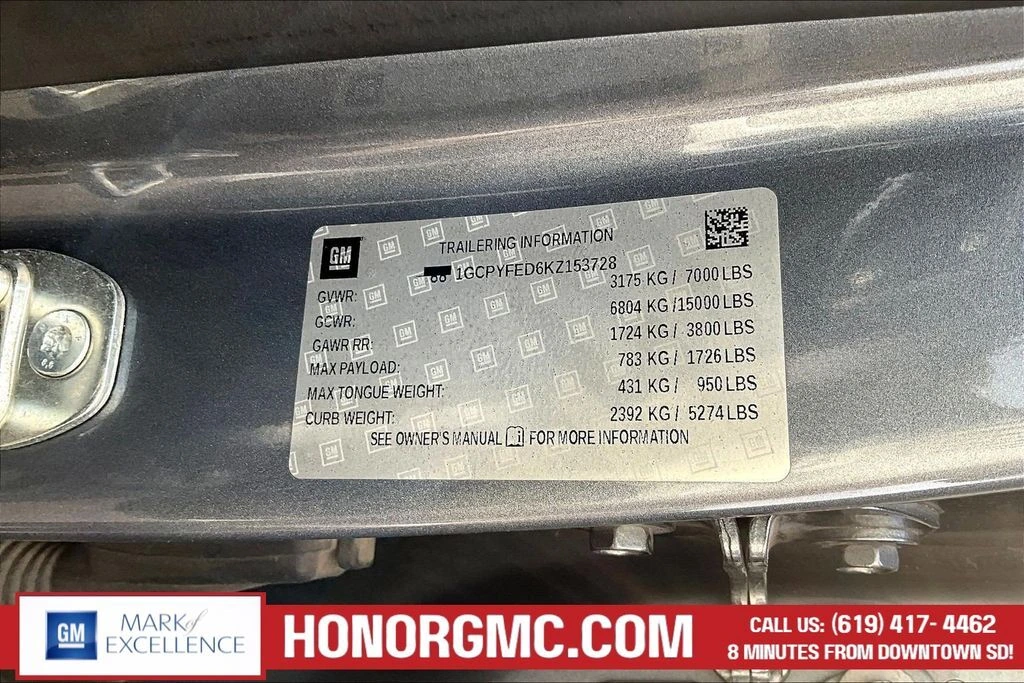 GM
TRAILERING INFORMATION
88 1GCPYFED6KZ153728
GVWR: 3175 KG / 7000 LBS
GCWR: 6804 KG / 15000 LBS
GAWR RR: 1724 KG / 3800 LBS
MAX PAYLOAD: 783 KG / 1726 LBS
MAX TONGUE WEIGHT: 431 KG / 950 LBS
CURB WEIGHT: 2392 KG / 5274 LBS
SEE OWNER'S MANUAL FOR MORE INFORMATION
GM MARK of EXCELLENCE
HONORGMC.COM
CALL US: (619) 417- 4462
8 MINUTES FROM DOWNTOWN SD!